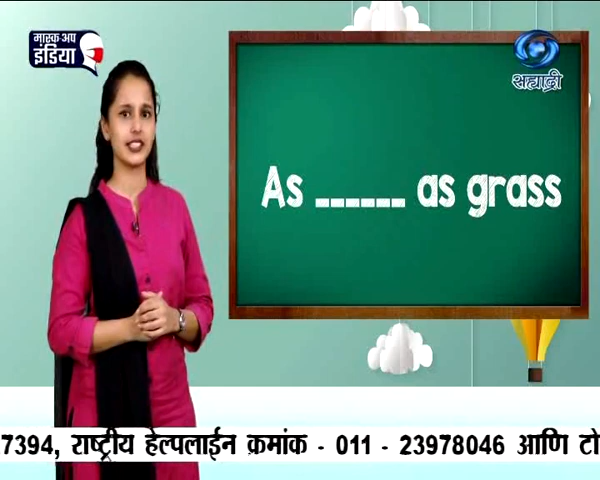 मास्क अप
इंडिया
सह्याद्री
As ______ as grass
7394, राष्ट्रीय हेल्पलाईन क्रमांक - 011 - 23978046 आणि टो